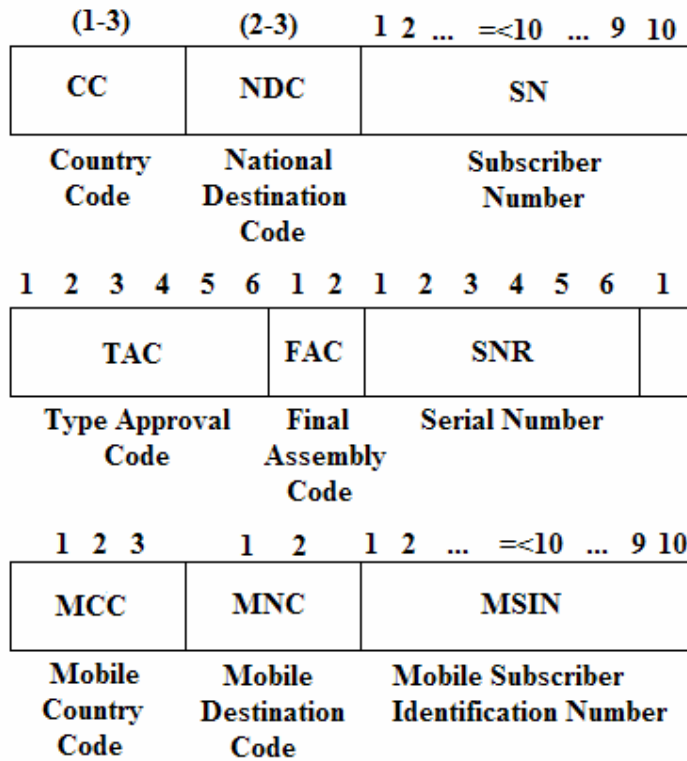 (1-3) (2-3) 1 2 ... =<10 ... 9 10
CC NDC SN
Country National Subscriber
Code Destination Number
Code
1 2 3 4 5 6 1 2 1 2 3 4 5 6 1
TAC FAC SNR
Type Approval Final Serial Number
Code Assembly
Code
1 2 3 1 2 1 2 ... =<10 ... 9 10
MCC MNC MSIN
Mobile Mobile Mobile Subscriber
Country Destination Identification Number
Code Code